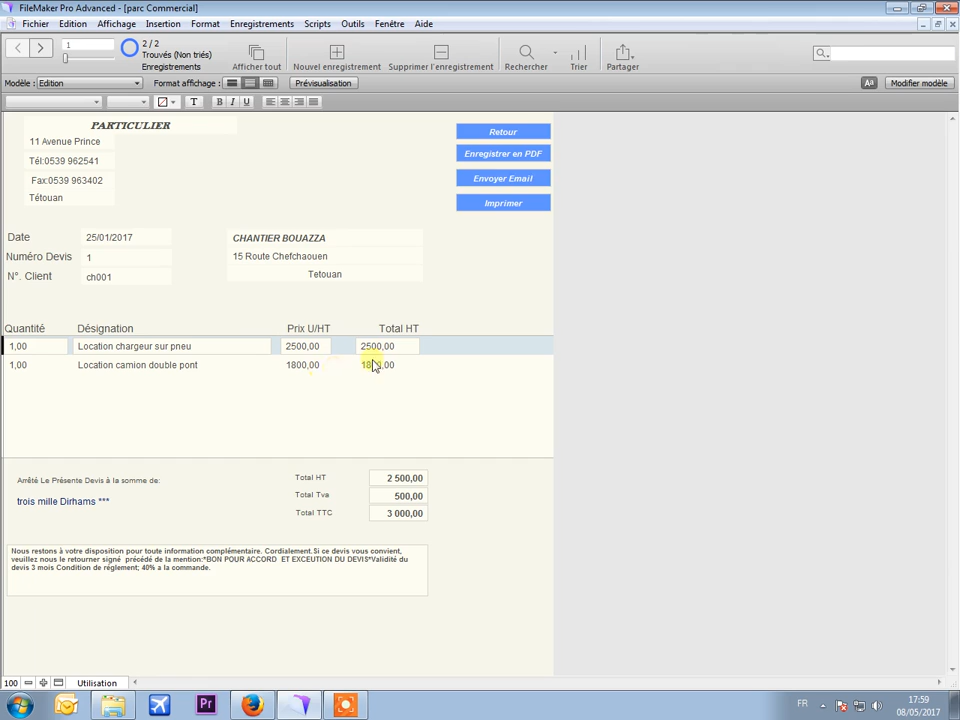 FileMaker Pro Advanced - [parc Commercial]
Fichier Edition Affichage Insertion Format Enregistrements Scripts Outils Fenêtre Aide
1
2 / 2
Trouvés (Non triés)
Enregistrements
Afficher tout
Nouvel enregistrement
Supprimer l'enregistrement
Rechercher
Trier
Partager
Modèle : Edition
Format affichage :
Prévisualisation
Aa
Modifier modèle
T B I U
PARTICULIER
11 Avenue Prince
Tél:0539 962541
Fax:0539 963402
Tétouan
Retour
Enregistrer en PDF
Envoyer Email
Imprimer
Date 25/01/2017
Numéro Devis 1
N°. Client ch001
CHANTIER BOUAZZA
15 Route Chefchaouen
Tetouan
Quantité Désignation Prix U/HT Total HT
1,00 Location chargeur sur pneu 2500,00 2500,00
1,00 Location camion double pont 1800,00
Arrêté Le Présente Devis à la somme de:
trois mille Dirhams ***
Total HT 2 500,00
Total Tva 500,00
Total TTC 3 000,00
Nous restons à votre disposition pour toute information complémentaire. Cordialement.Si ce devis vous convient,
veuillez nous le retourner signé précédé de la mention:*BON POUR ACCORD ET EXCEUTION DU DEVIS*Validité du
devis 3 mois Condition de réglement; 40% a la commande.
100
Utilisation
Pr
FR
17:59
08/05/2017